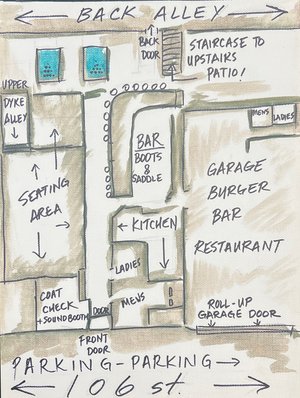 BACK ALLEY
BACK
DOOR
STAIRCASE TO
UPSTAIRS
PATIO!
UPPER
DYKE
ALLEY
MENS
LADIES
BAR
BOOTS
&
SADDLE
SEATING
AREA
GARAGE
BURGER
BAR
RESTAURANT
KITCHEN
LADIES
MENS
COAT
CHECK
+ SOUNDBOOTH
DOOR
ROLL-UP
GARAGE DOOR
FRONT
DOOR
PARKING-PARKING
106 st.